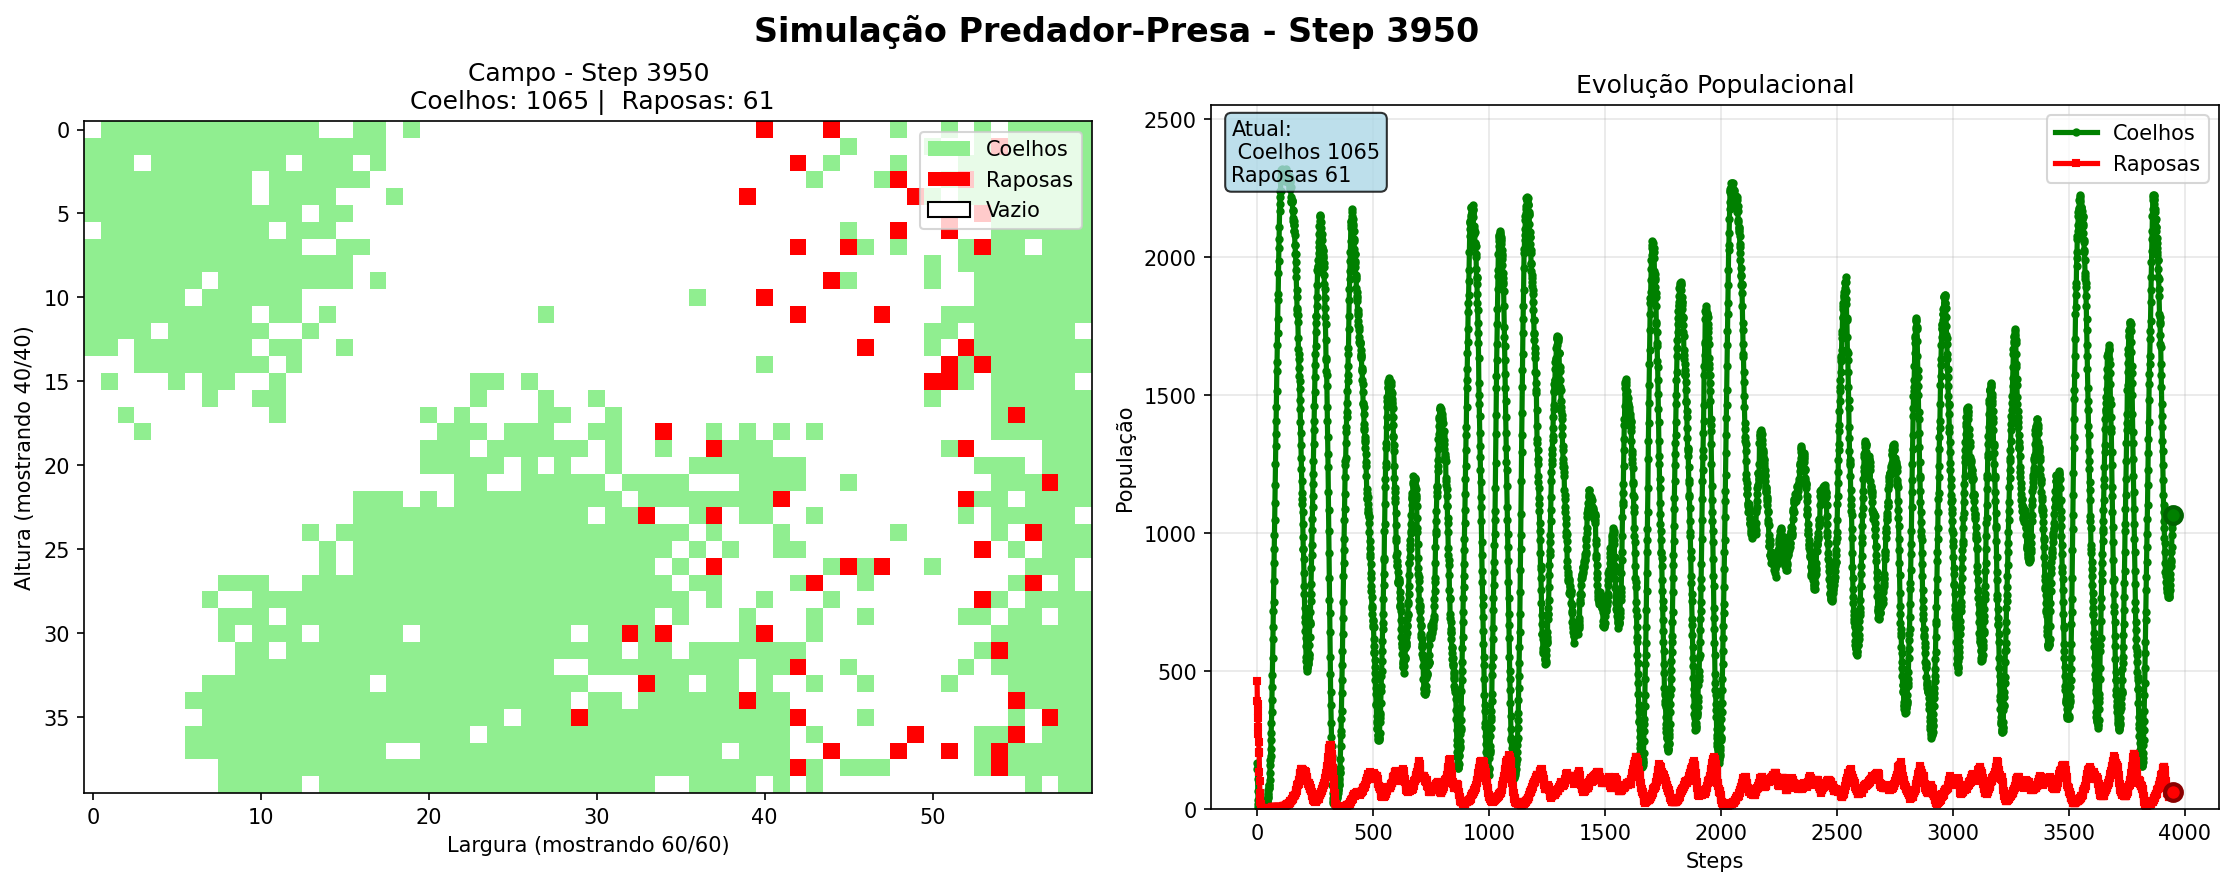 Simulação Predador-Presa - Step 3950
Campo - Step 3950
Coelhos: 1065 |  Raposas: 61
Coelhos
Raposas
Vazio
0
5
10
15
20
25
30
35
Altura (mostrando 40/40)
0
10
20
30
40
50
Largura (mostrando 60/60)
Evolução Populacional
Atual:
Coelhos 1065
Raposas 61
Coelhos
Raposas
2500
2000
1500
1000
500
0
População
0
500
1000
1500
2000
2500
3000
3500
4000
Steps